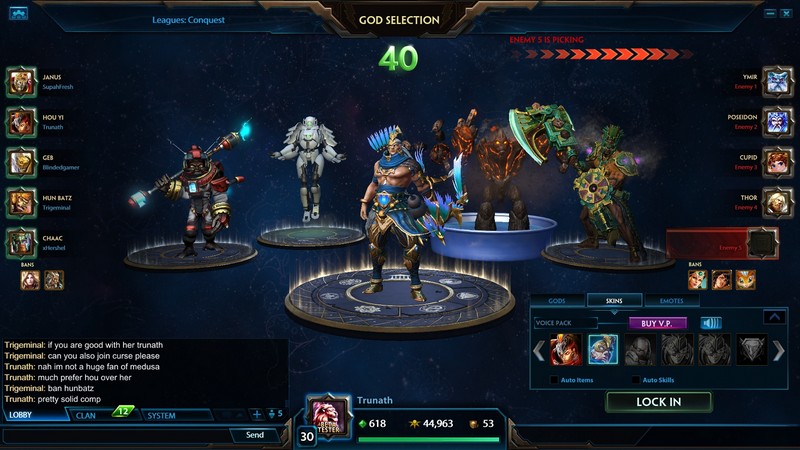 Leagues: Conquest
GOD SELECTION
40
ENEMY 5 IS PICKING
JANUS
SupahFresh
HOU YI
Trunath
GEB
Blindedgamer
HUN BATZ
Trigeminal
CHAAC
xHershel
BANS
YMIR
Enemy 1
POSEIDON
Enemy 2
CUPID
Enemy 3
THOR
Enemy 4
Enemy 5
BANS
GODS
SKINS
EMOTES
VOICE PACK
BUY V.P.
Auto Items
Auto Skills
LOCK IN
Trigeminal: if you are good with her trunath
Trigeminal: can you also join curse please
Trunath: nah im not a huge fan of medusa
Trunath: much prefer hou over her
Trigeminal: ban hunbatz
Trunath: pretty solid comp
LOBBY
CLAN
12
SYSTEM
5
Send
TESTER
30
Trunath
618
44,963
53